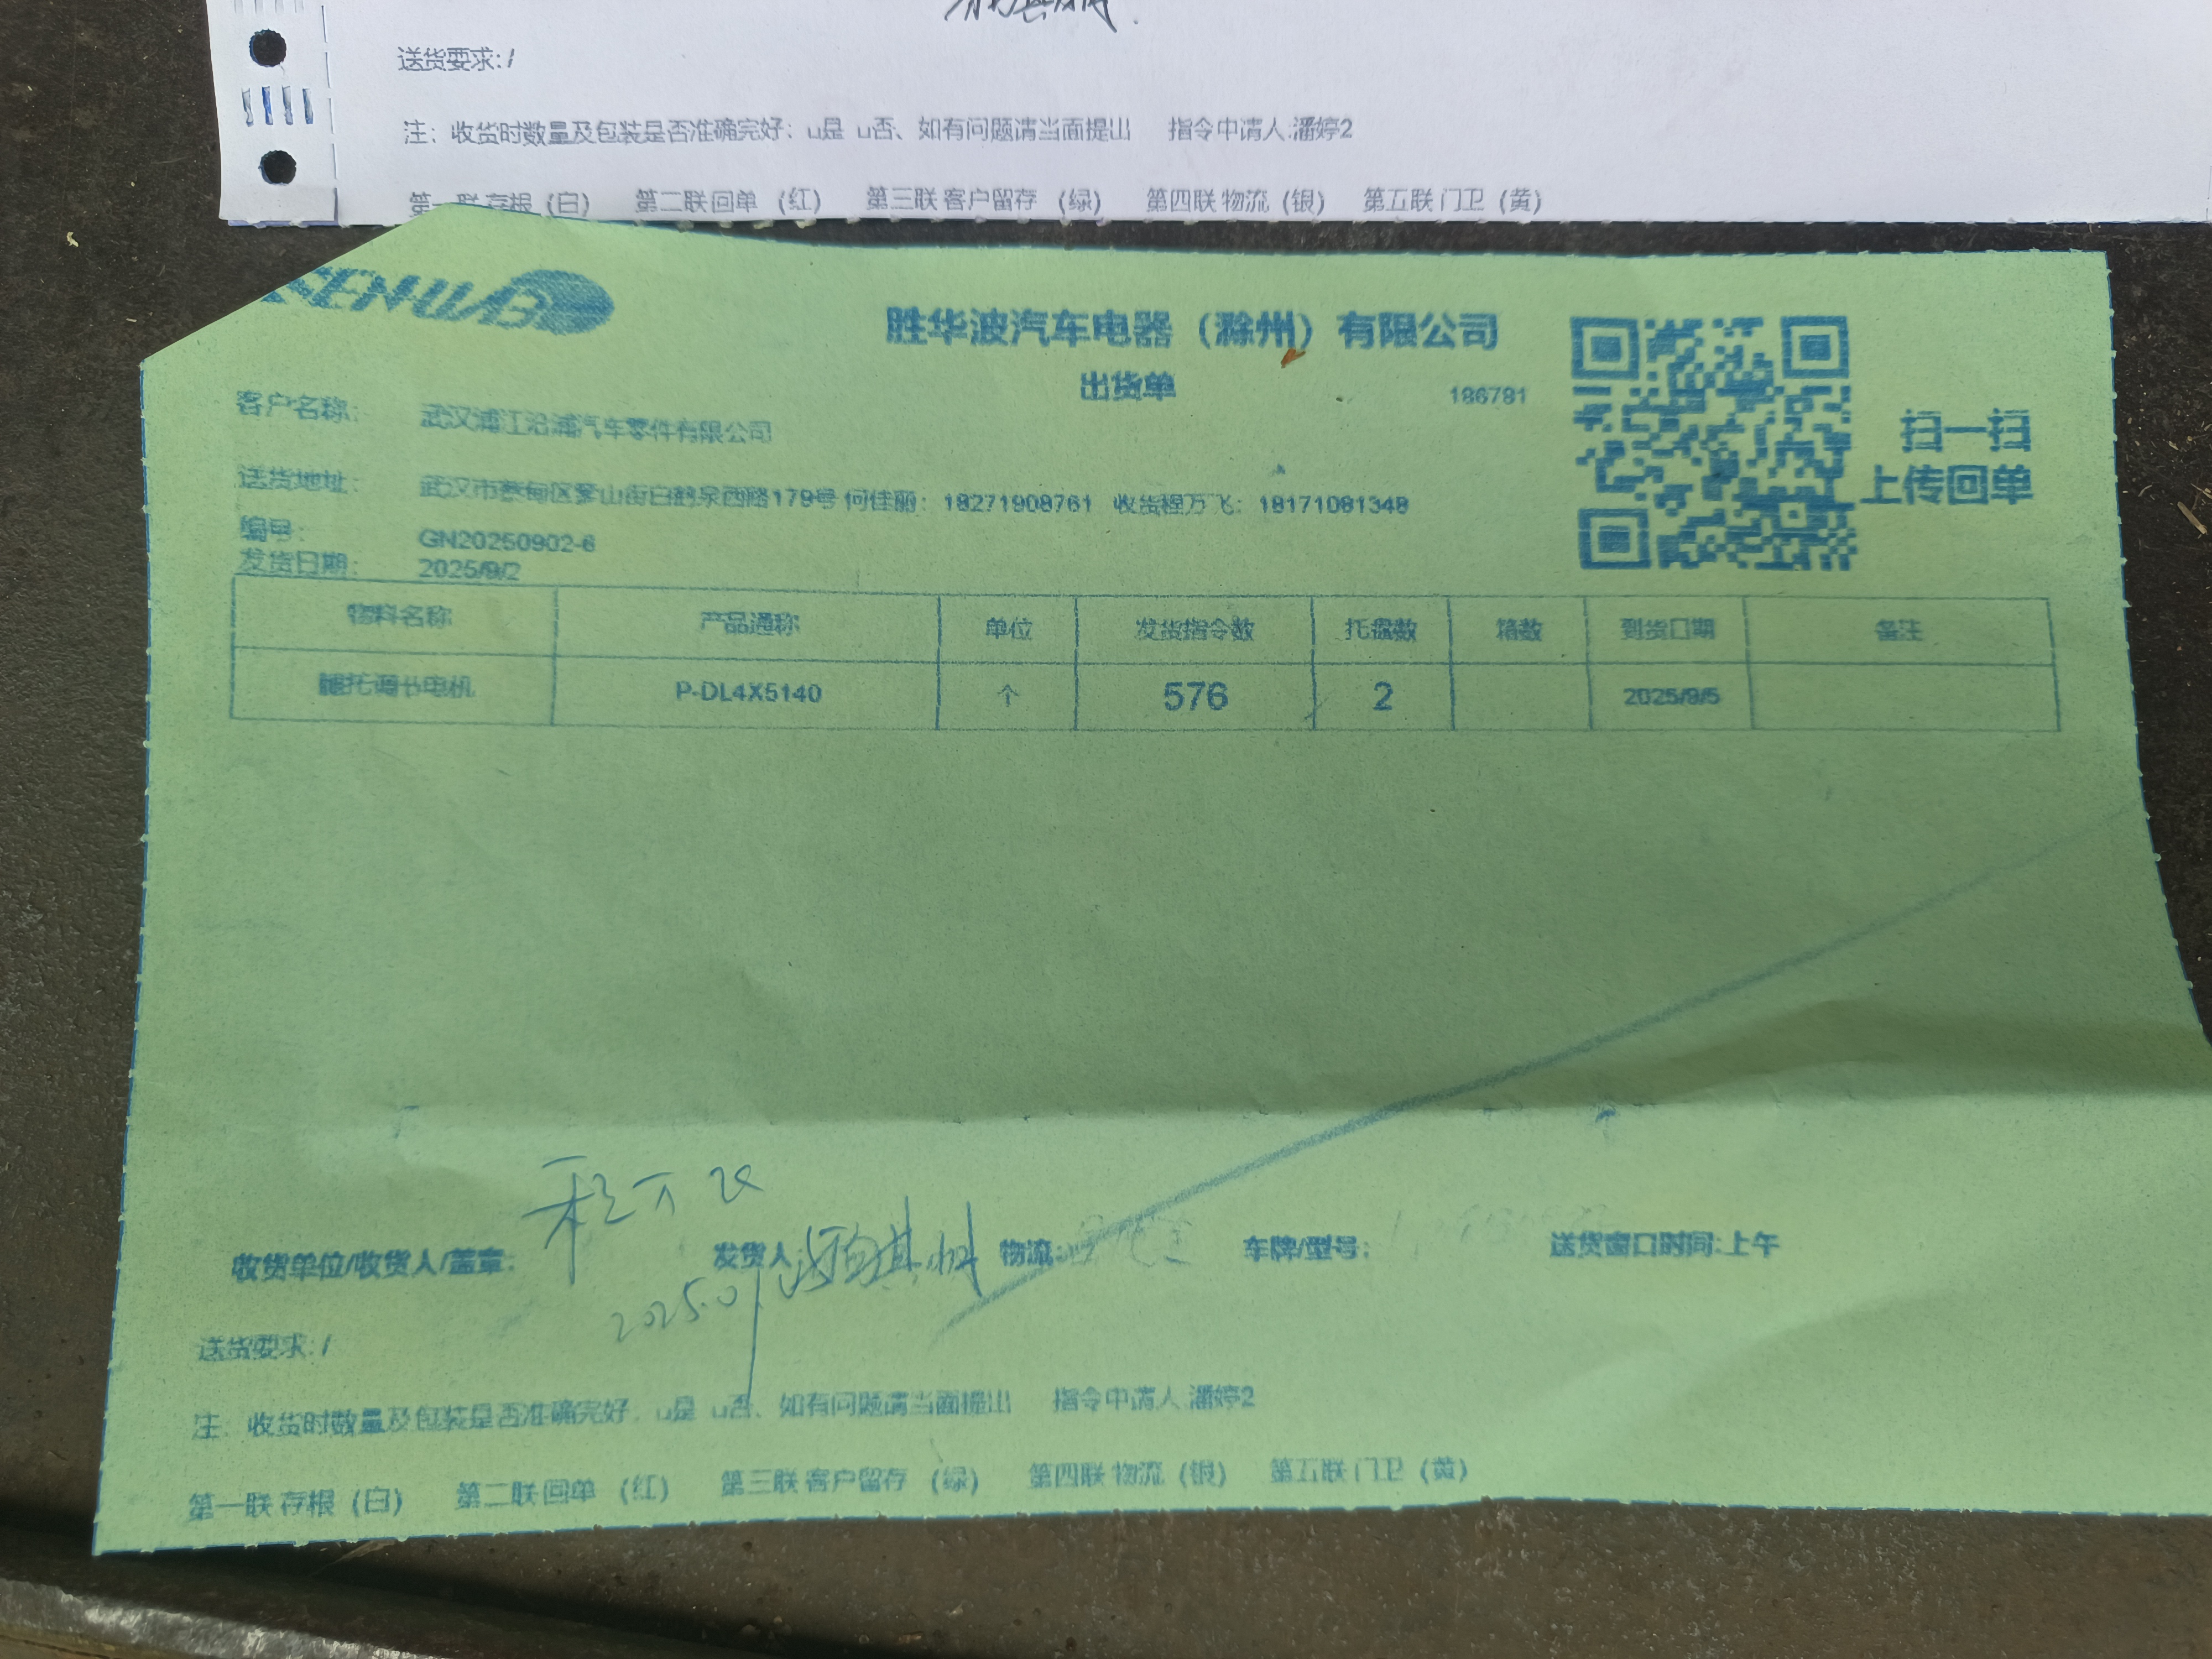 送货要求: /
注：收货时数量及包装是否准确完好：u是 u否、如有问题请当面提出 指令申请人:潘婷2
第一联 存根（白） 第二联 回单 （红） 第三联 客户留存 （绿） 第四联 物流（银） 第五联 门卫（黄）
SENWAB
胜华波汽车电器（滁州）有限公司
出货单
186781
扫一扫
上传回单
客户名称： 武汉浦江沿浦汽车零件有限公司
送货地址： 武汉市蔡甸区奓山街白鹤泉西路179号 何佳丽：18271908761 收货程万飞：18171081348
编号： GN20250902-6
发货日期： 2025/9/2
物料名称 产品通称 单位 发货指令数 托盘数 箱数 到货日期 备注
腿托调节电机 P-DL4X5140 个 576 2 2025/9/5
程万飞
收货单位/收货人/盖章: 发货人: 物流: 车牌/型号: 送货窗口时间:上午
2025.9
送货要求: /
注：收货时数量及包装是否准确完好：u是 u否、如有问题请当面提出 指令申请人:潘婷2
第一联 存根（白） 第二联 回单 （红） 第三联 客户留存 （绿） 第四联 物流（银） 第五联 门卫（黄）